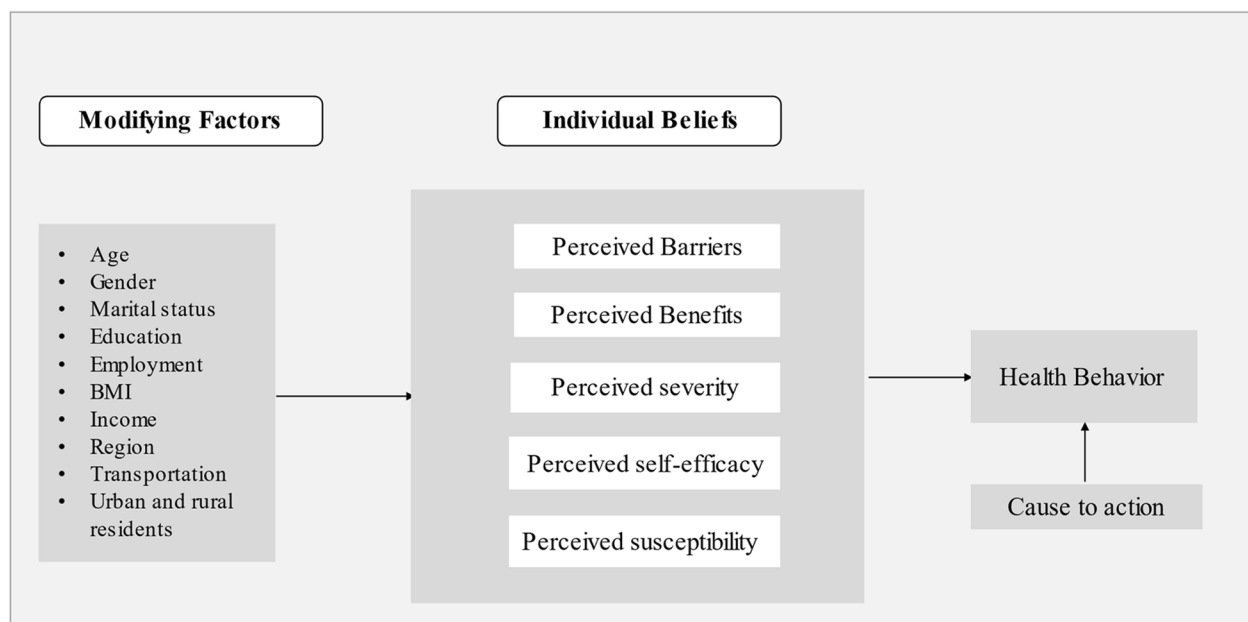 Modifying Factors
Individual Beliefs
• Age
• Gender
• Marital status
• Education
• Employment
• BMI
• Income
• Region
• Transportation
• Urban and rural
residents
Perceived Barriers
Perceived Benefits
Perceived severity
Perceived self-efficacy
Perceived susceptibility
Health Behavior
Cause to action